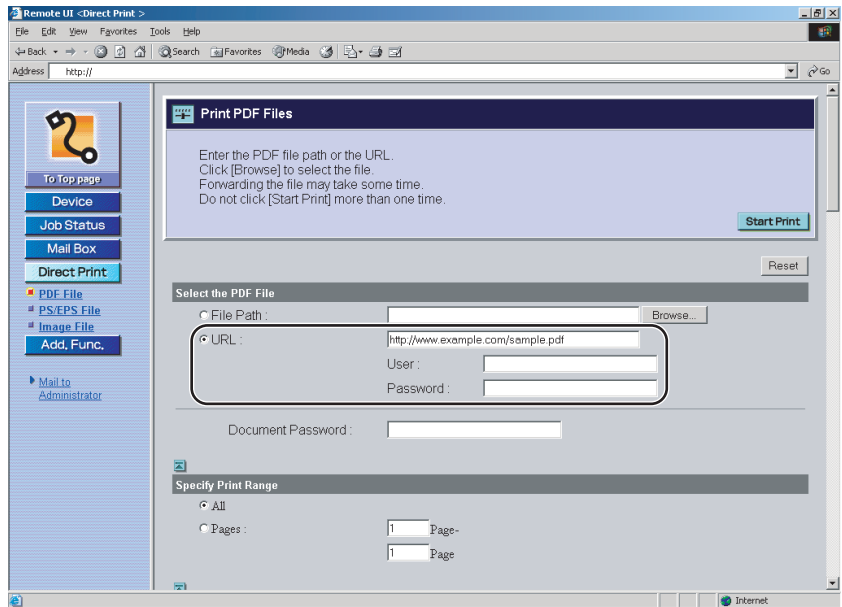 Remote UI <Direct Print >
File Edit View Favorites Tools Help
Back Search Favorites Media
Address http:// Go
To Top page
Device
Job Status
Mail Box
Direct Print
PDF File
PS/EPS File
Image File
Add. Func.
Mail to
Administrator
Print PDF Files
Enter the PDF file path or the URL.
Click [Browse] to select the file.
Forwarding the file may take some time.
Do not click [Start Print] more than one time.
Start Print
Reset
Select the PDF File
File Path : Browse...
URL : http://www.example.com/sample.pdf
User :
Password :
Document Password :
Specify Print Range
All
Pages : 1 Page-
1 Page
Internet